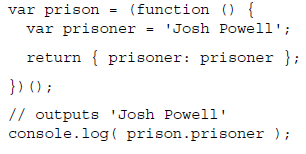 var prison = (function () {
  var prisoner = 'Josh Powell';
  return { prisoner: prisoner };
})();
// outputs 'Josh Powell'
console.log( prison.prisoner );